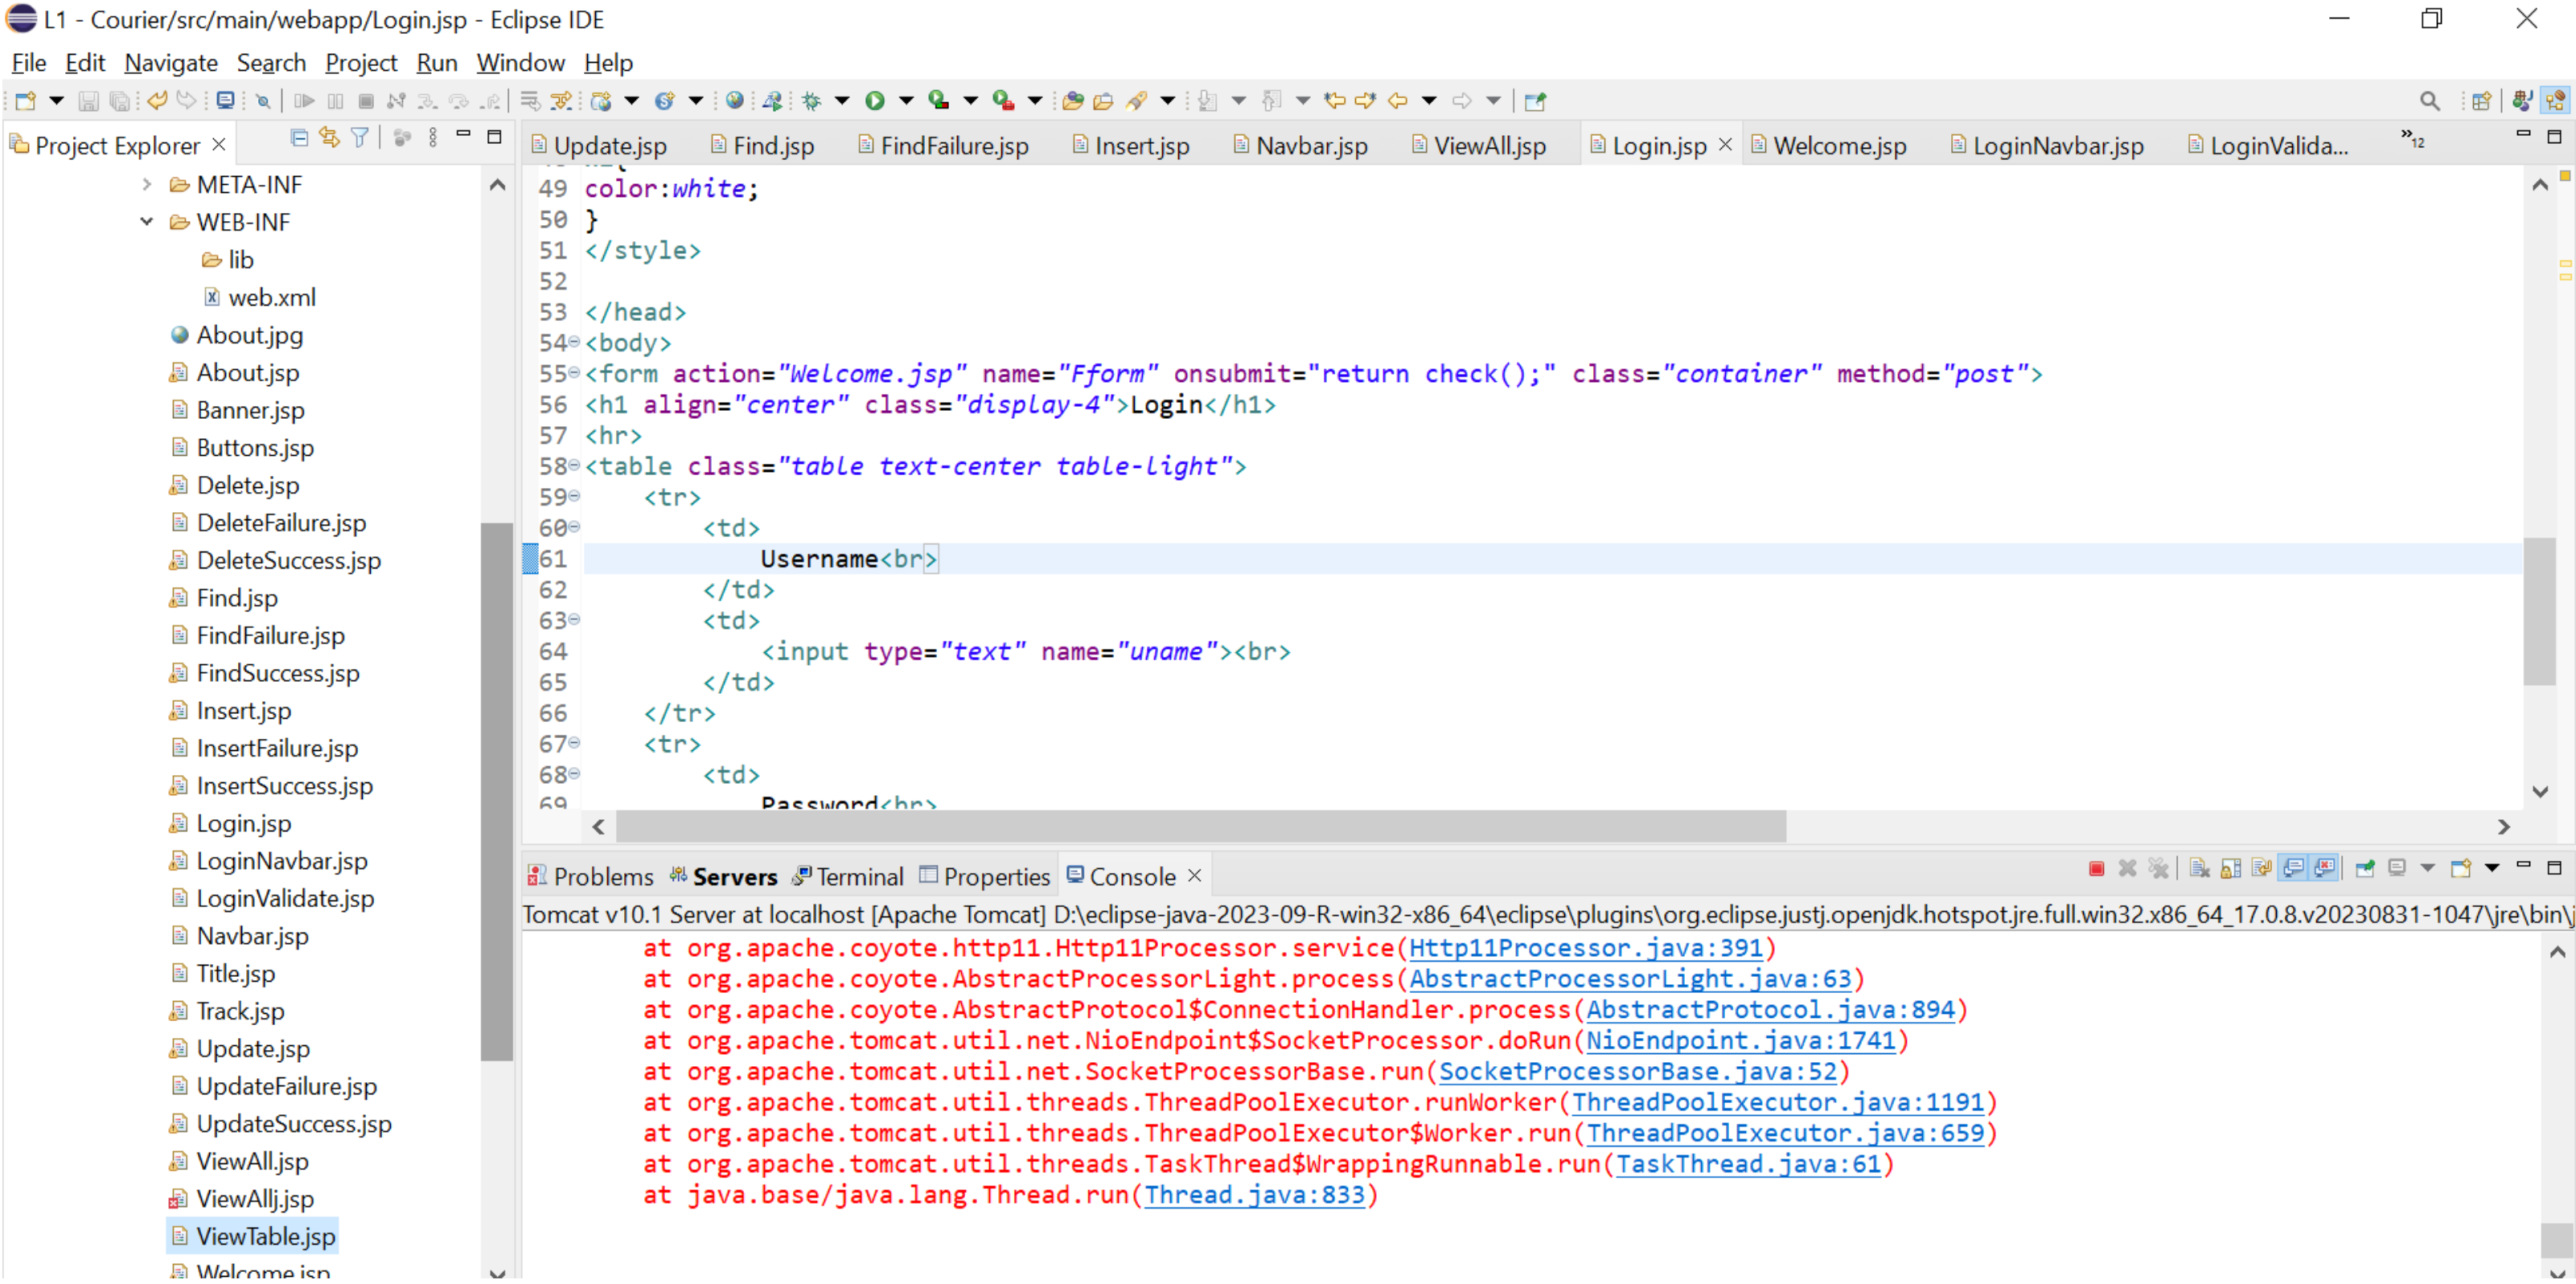 L1 - Courier/src/main/webapp/Login.jsp - Eclipse IDE
File Edit Navigate Search Project Run Window Help
Project Explorer
META-INF
WEB-INF
lib
web.xml
About.jpg
About.jsp
Banner.jsp
Buttons.jsp
Delete.jsp
DeleteFailure.jsp
DeleteSuccess.jsp
Find.jsp
FindFailure.jsp
FindSuccess.jsp
Insert.jsp
InsertFailure.jsp
InsertSuccess.jsp
Login.jsp
LoginNavbar.jsp
LoginValidate.jsp
Navbar.jsp
Title.jsp
Track.jsp
Update.jsp
UpdateFailure.jsp
UpdateSuccess.jsp
ViewAll.jsp
ViewAllj.jsp
ViewTable.jsp
Welcome.jsp
Update.jsp Find.jsp FindFailure.jsp Insert.jsp Navbar.jsp ViewAll.jsp Login.jsp Welcome.jsp LoginNavbar.jsp LoginValida... »12
49 color:white;
50 }
51 </style>
52
53 </head>
54 <body>
55 <form action="Welcome.jsp" name="Fform" onsubmit="return check();" class="container" method="post">
56 <h1 align="center" class="display-4">Login</h1>
57 <hr>
58 <table class="table text-center table-light">
59 <tr>
60 <td>
61 Username<br>
62 </td>
63 <td>
64 <input type="text" name="uname"><br>
65 </td>
66 </tr>
67 <tr>
68 <td>
69 Password<br>
Problems Servers Terminal Properties Console
Tomcat v10.1 Server at localhost [Apache Tomcat] D:\eclipse-java-2023-09-R-win32-x86_64\eclipse\plugins\org.eclipse.justj.openjdk.hotspot.jre.full.win32.x86_64_17.0.8.v20230831-1047\jre\bin\j
at org.apache.coyote.http11.Http11Processor.service(Http11Processor.java:391)
at org.apache.coyote.AbstractProcessorLight.process(AbstractProcessorLight.java:63)
at org.apache.coyote.AbstractProtocol$ConnectionHandler.process(AbstractProtocol.java:894)
at org.apache.tomcat.util.net.NioEndpoint$SocketProcessor.doRun(NioEndpoint.java:1741)
at org.apache.tomcat.util.net.SocketProcessorBase.run(SocketProcessorBase.java:52)
at org.apache.tomcat.util.threads.ThreadPoolExecutor.runWorker(ThreadPoolExecutor.java:1191)
at org.apache.tomcat.util.threads.ThreadPoolExecutor$Worker.run(ThreadPoolExecutor.java:659)
at org.apache.tomcat.util.threads.TaskThread$WrappingRunnable.run(TaskThread.java:61)
at java.base/java.lang.Thread.run(Thread.java:833)